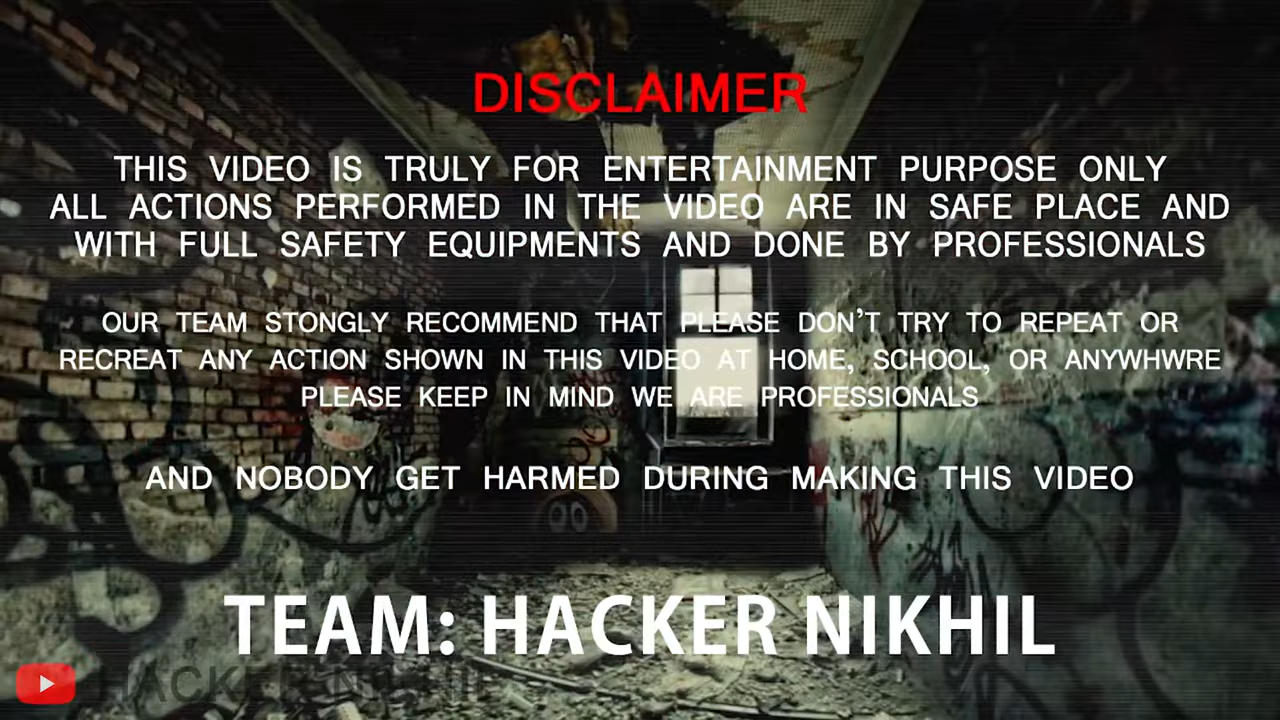 DISCLAIMER
THIS VIDEO IS TRULY FOR ENTERTAINMENT PURPOSE ONLY
ALL ACTIONS PERFORMED IN THE VIDEO ARE IN SAFE PLACE AND
WITH FULL SAFETY EQUIPMENTS AND DONE BY PROFESSIONALS
OUR TEAM STONGLY RECOMMEND THAT PLEASE DON'T TRY TO REPEAT OR
RECREAT ANY ACTION SHOWN IN THIS VIDEO AT HOME, SCHOOL, OR ANYWHWRE
PLEASE KEEP IN MIND WE ARE PROFESSIONALS
AND NOBODY GET HARMED DURING MAKING THIS VIDEO
TEAM: HACKER NIKHIL
HACKER NIKHIL